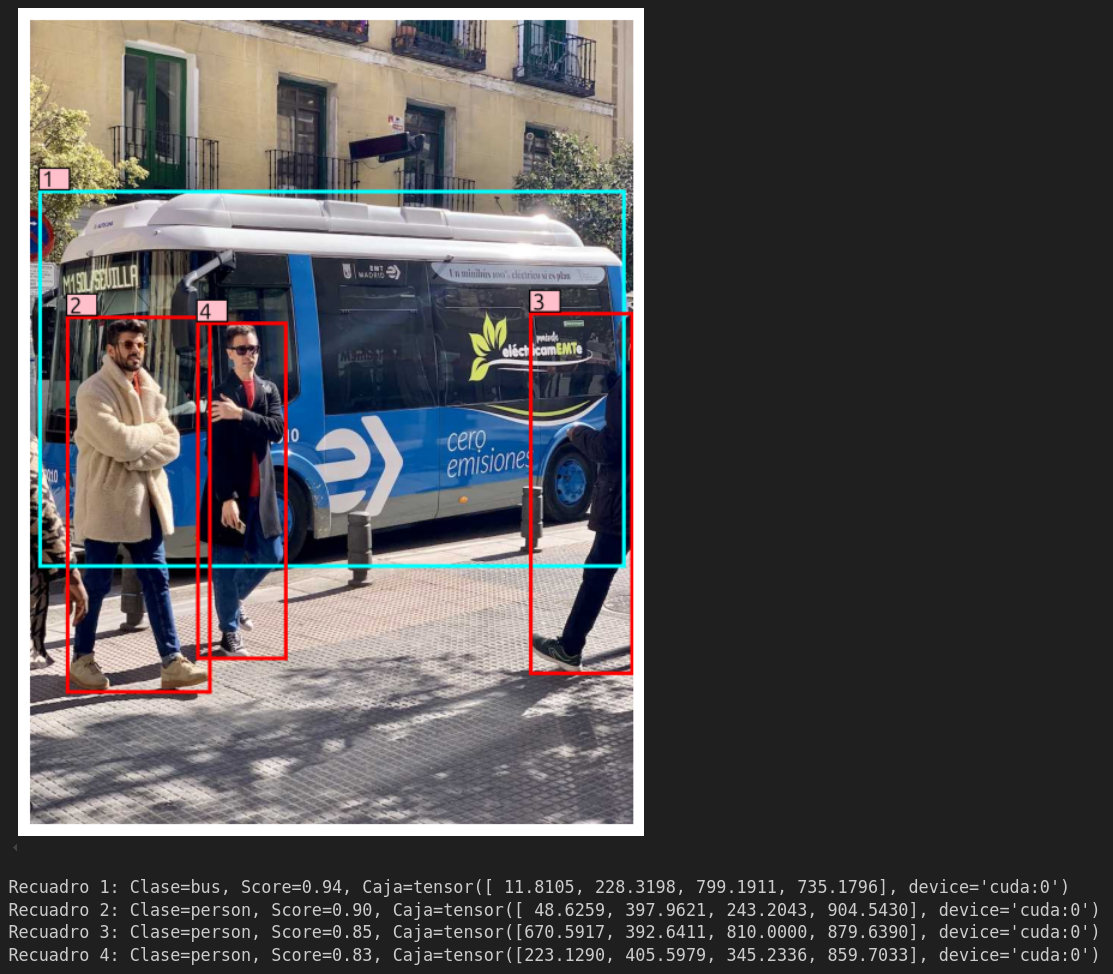 1
M1 SOL/SEVILLA
EMT
MADRID
Un minibús 100% eléctrico sí es plan
2
4
3
poniendo
eléctricamEMTe
10
cero
emisiones
2010
Recuadro 1: Clase=bus, Score=0.94, Caja=tensor([ 11.8105, 228.3198, 799.1911, 735.1796], device='cuda:0')
Recuadro 2: Clase=person, Score=0.90, Caja=tensor([ 48.6259, 397.9621, 243.2043, 904.5430], device='cuda:0')
Recuadro 3: Clase=person, Score=0.85, Caja=tensor([670.5917, 392.6411, 810.0000, 879.6390], device='cuda:0')
Recuadro 4: Clase=person, Score=0.83, Caja=tensor([223.1290, 405.5979, 345.2336, 859.7033], device='cuda:0')